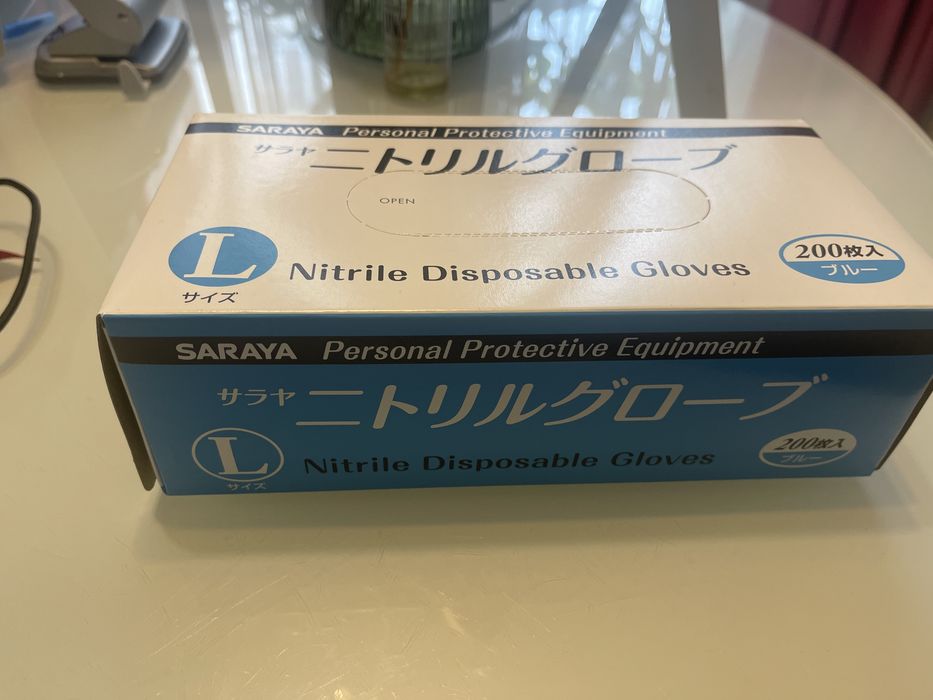 SARAYA Personal Protective Equipment
サラヤ ニトリルグローブ
OPEN
L
サイズ
Nitrile Disposable Gloves
200枚入
ブルー
SARAYA Personal Protective Equipment
サラヤ ニトリルグローブ
L
サイズ
Nitrile Disposable Gloves
200枚入
ブルー